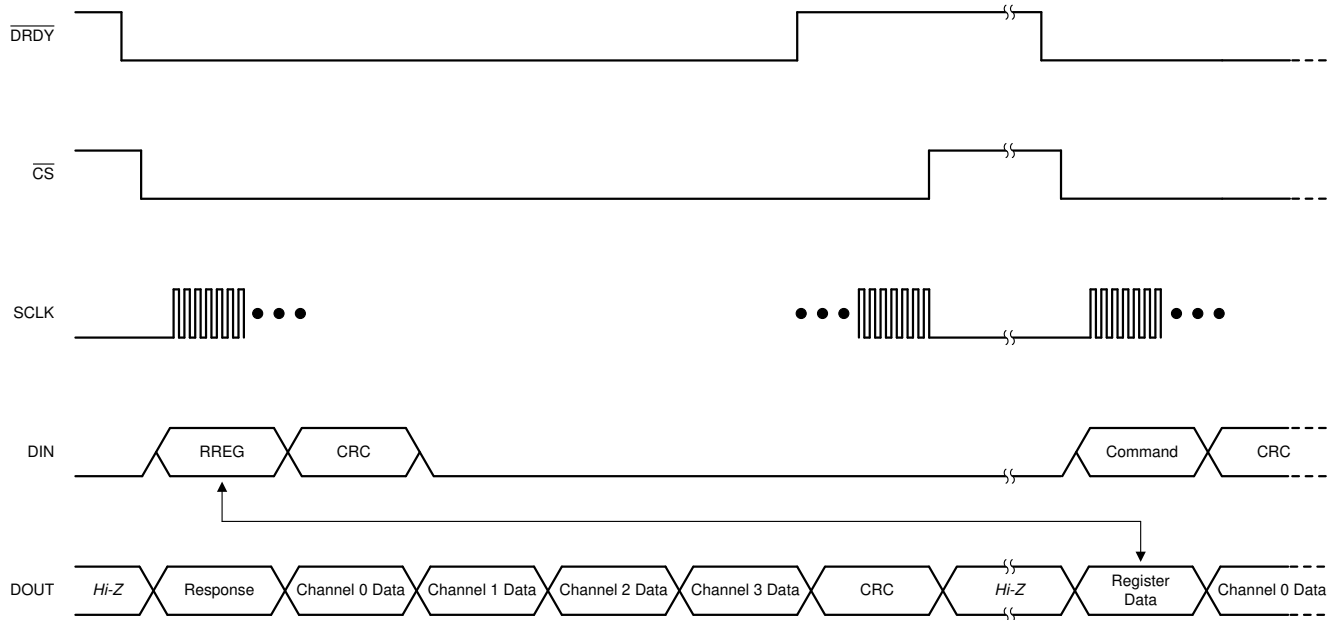 DRDY
CS
SCLK
DIN
RREG
CRC
Command
CRC
DOUT
Hi-Z
Response
Channel 0 Data
Channel 1 Data
Channel 2 Data
Channel 3 Data
CRC
Hi-Z
Register
Data
Channel 0 Data